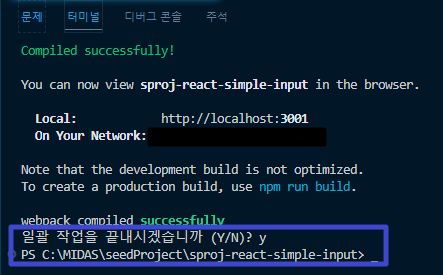 문제 터미널 디버그 콘솔 주석
Compiled successfully!
You can now view sproj-react-simple-input in the browser.
Local: http://localhost:3001
On Your Network:
Note that the development build is not optimized.
To create a production build, use npm run build.
webpack compiled successfully
일괄 작업을 끝내시겠습니까 (Y/N)? y
PS C:\MIDAS\seedProject\sproj-react-simple-input> _